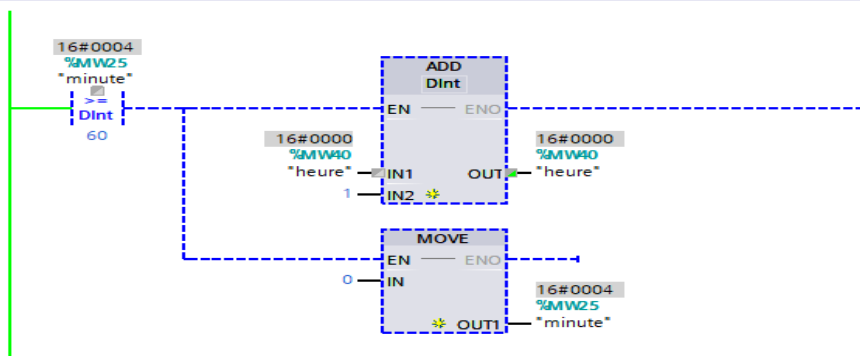 16#0004
%MW25
"minute"
>=
DInt
60
ADD
DInt
EN ENO
16#0000
%MW40
"heure" IN1
1 IN2
OUT
16#0000
%MW40
"heure"
MOVE
EN ENO
0 IN
OUT1
16#0004
%MW25
"minute"